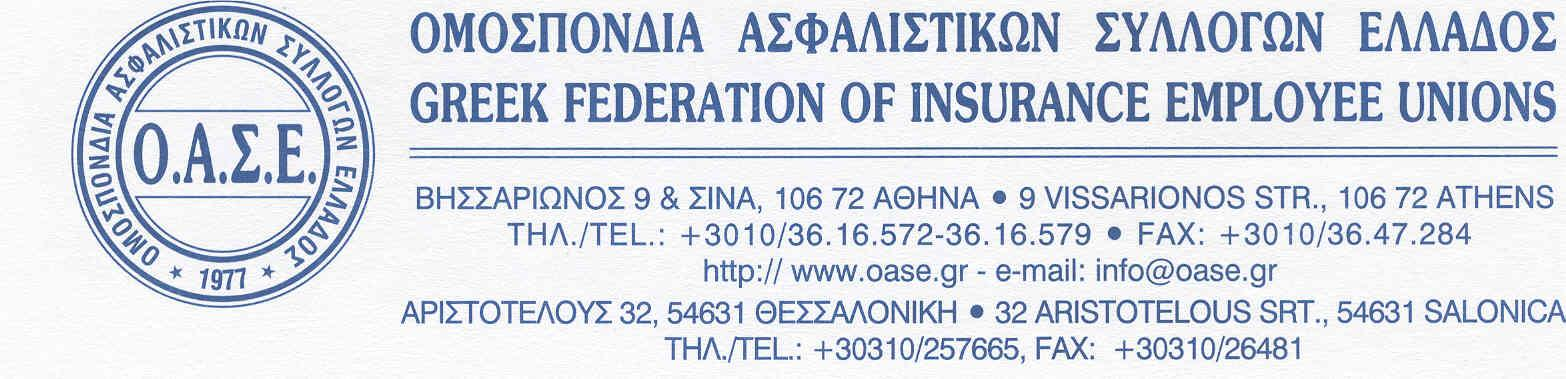 ΟΜΟΣΠΟΝΔΙΑ ΑΣΦΑΛΙΣΤΙΚΩΝ ΣΥΛΛΟΓΩΝ ΕΛΛΑΔΟΣ
Ο.Α.Σ.Ε.
★ 1977 ★
ΟΜΟΣΠΟΝΔΙΑ ΑΣΦΑΛΙΣΤΙΚΩΝ ΣΥΛΛΟΓΩΝ ΕΛΛΑΔΟΣ
GREEK FEDERATION OF INSURANCE EMPLOYEE UNIONS
ΒΗΣΣΑΡΙΩΝΟΣ 9 & ΣΙΝΑ, 106 72 ΑΘΗΝΑ • 9 VISSARIONOS STR., 106 72 ATHENS
ΤΗΛ./TEL.: +3010/36.16.572-36.16.579 • FAX: +3010/36.47.284
http:// www.oase.gr - e-mail: info@oase.gr
ΑΡΙΣΤΟΤΕΛΟΥΣ 32, 54631 ΘΕΣΣΑΛΟΝΙΚΗ • 32 ARISTOTELOUS SRT., 54631 SALONICA
ΤΗΛ./TEL.: +30310/257665, FAX: +30310/26481